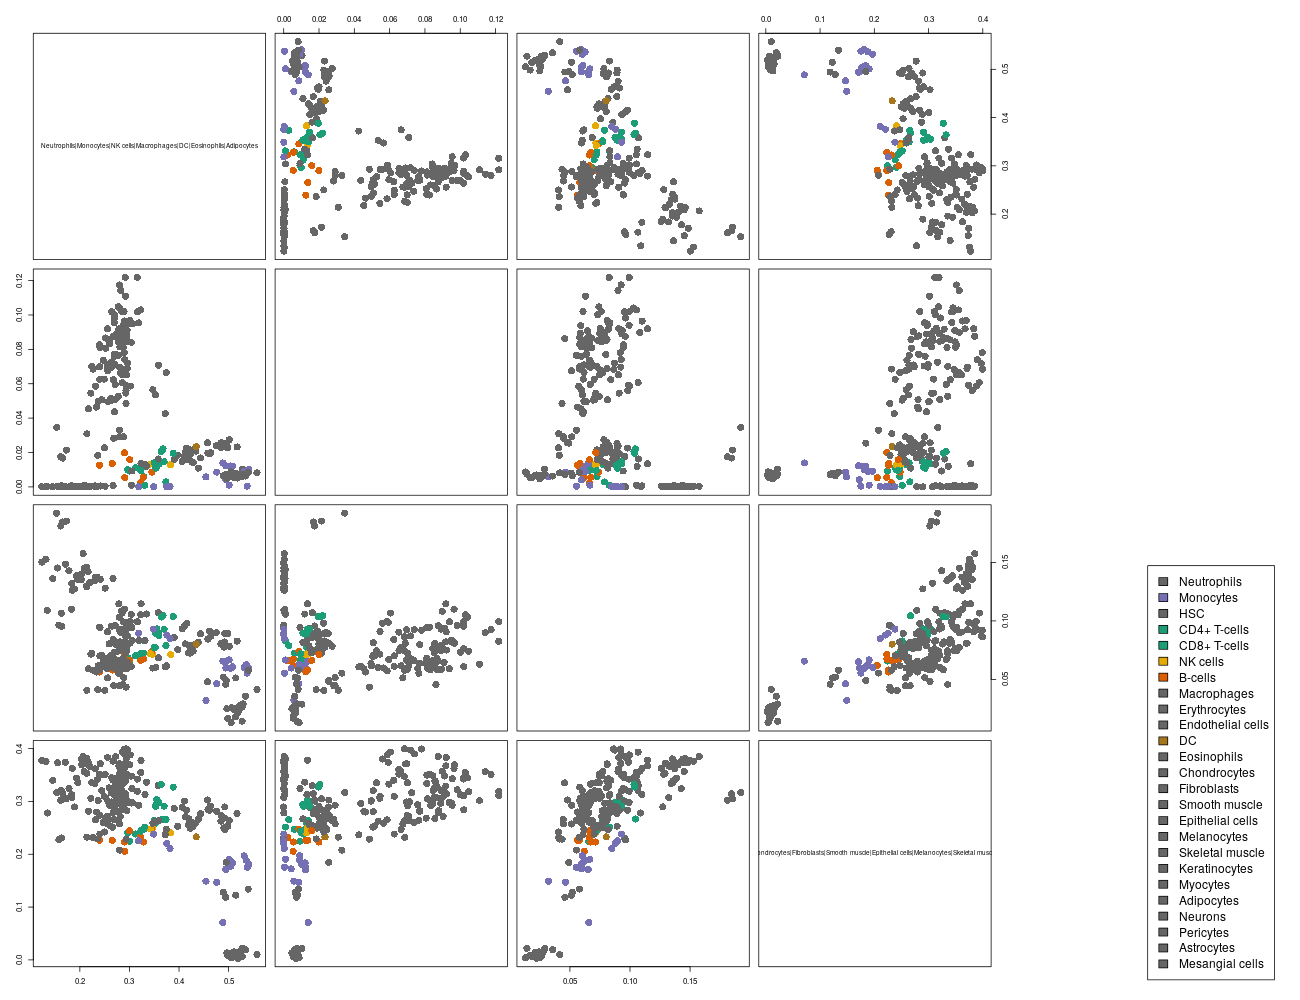 0.00 0.02 0.04 0.06 0.08 0.10 0.12
0.0 0.1 0.2 0.3 0.4
Neutrophils|Monocytes|NK cells|Macrophages|DC|Eosinophils|Adipocytes
0.2 0.3 0.4 0.5
0.00 0.02 0.04 0.06 0.08 0.10 0.12
0.05 0.10 0.15
0.0 0.1 0.2 0.3 0.4
ndrocytes|Fibroblasts|Smooth muscle|Epithelial cells|Melanocytes|Skeletal musc
0.2 0.3 0.4 0.5
0.05 0.10 0.15
Neutrophils
Monocytes
HSC
CD4+ T-cells
CD8+ T-cells
NK cells
B-cells
Macrophages
Erythrocytes
Endothelial cells
DC
Eosinophils
Chondrocytes
Fibroblasts
Smooth muscle
Epithelial cells
Melanocytes
Skeletal muscle
Keratinocytes
Myocytes
Adipocytes
Neurons
Pericytes
Astrocytes
Mesangial cells